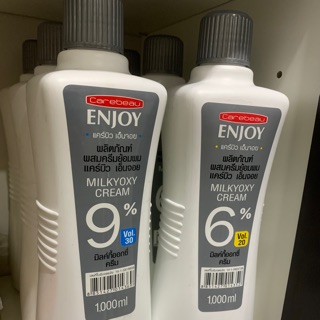 Carebeau
ENJOY
แคร์บิว เอ็นจอย
ผลิตภัณฑ์
ผสมครีมย้อมผม
แคร์บิว เอ็นจอย
MILKYOXY
CREAM
9%
Vol.
30
มิลค์กี้ออกซี่
ครีม
1,000ml
Carebeau
ENJOY
แคร์บิว เอ็นจอย
ผลิตภัณฑ์
ผสมครีมย้อมผม
แคร์บิว เอ็นจอย
MILKYOXY
CREAM
6%
Vol.
20
มิลค์กี้ออกซี่
ครีม
1,000ml